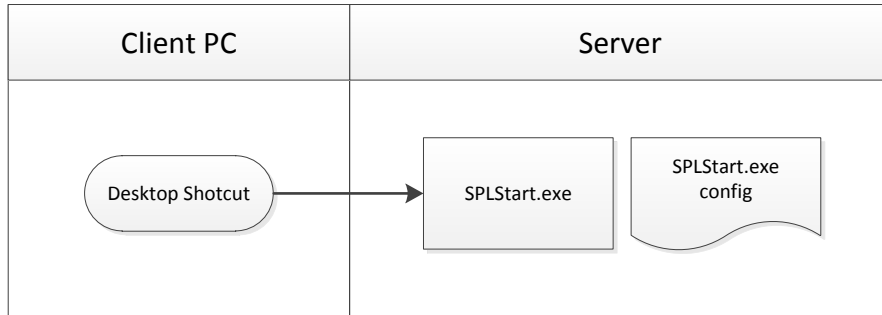 Client PC
Server
Desktop Shotcut
SPLStart.exe
SPLStart.exe
config